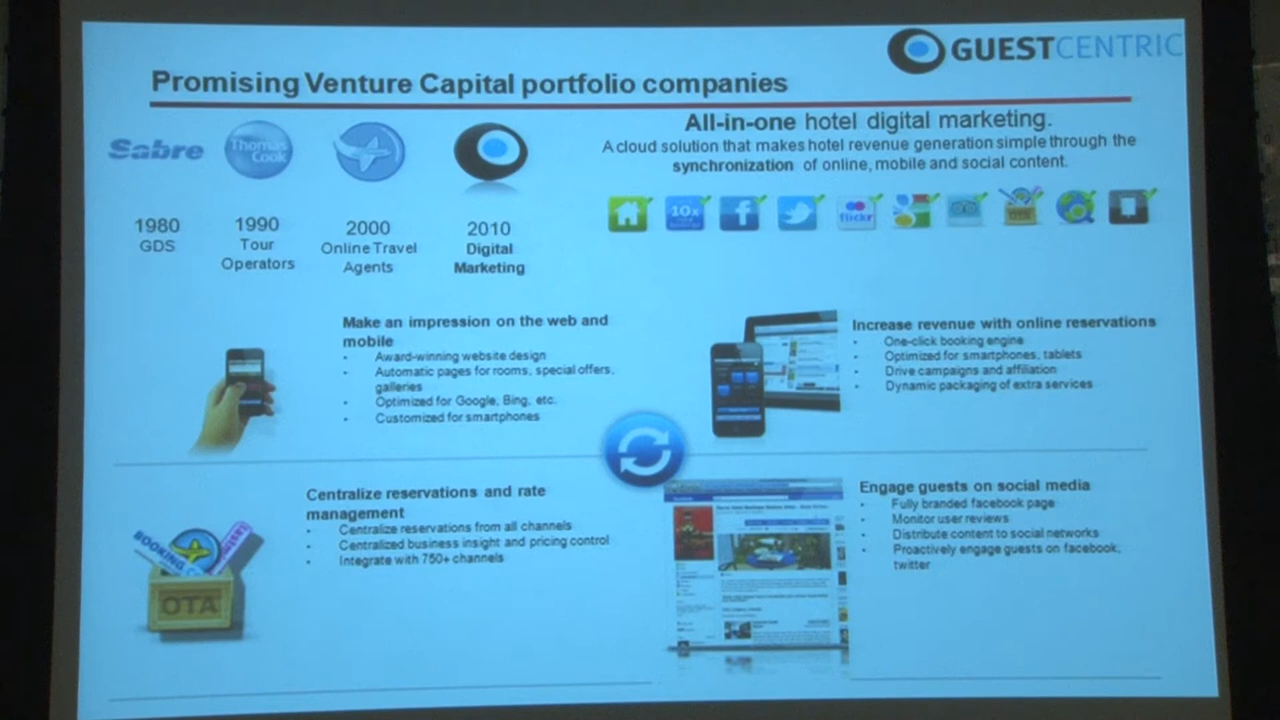 GUESTCENTRIC
Promising Venture Capital portfolio companies
Sabre
Thomas
Cook
1980
GDS
1990
Tour
Operators
2000
Online Travel
Agents
2010
Digital
Marketing
All-in-one hotel digital marketing.
A cloud solution that makes hotel revenue generation simple through the
synchronization of online, mobile and social content.
10x
flickr
OTA
Make an impression on the web and
mobile
• Award-winning website design
• Automatic pages for rooms, special offers,
galleries
• Optimized for Google, Bing, etc.
• Customized for smartphones
Increase revenue with online reservations
• One-click booking engine
• Optimized for smartphones, tablets
• Drive campaigns and affiliation
• Dynamic packaging of extra services
Centralize reservations and rate
management
• Centralize reservations from all channels
• Centralized business insight and pricing control
• Integrate with 750+ channels
BOOKING
OTA
Engage guests on social media
• Fully branded facebook page
• Monitor user reviews
• Distribute content to social networks
• Proactively engage guests on facebook,
twitter